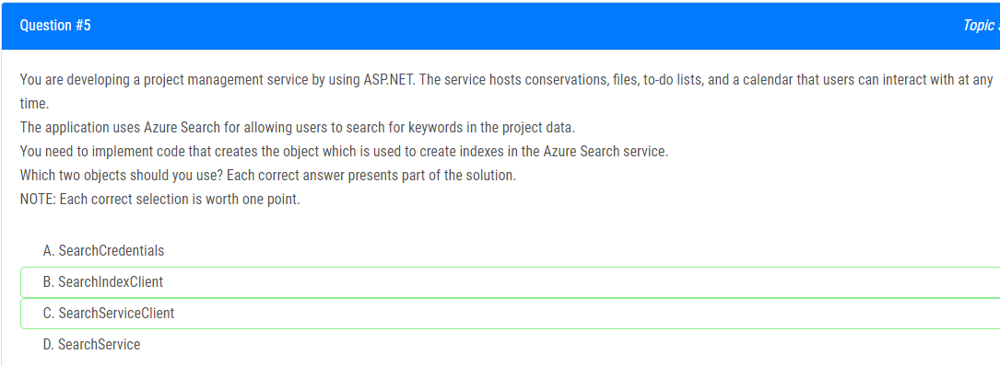 Question #5
Topic
You are developing a project management service by using ASP.NET. The service hosts conservations, files, to-do lists, and a calendar that users can interact with at any
time.
The application uses Azure Search for allowing users to search for keywords in the project data.
You need to implement code that creates the object which is used to create indexes in the Azure Search service.
Which two objects should you use? Each correct answer presents part of the solution.
NOTE: Each correct selection is worth one point.
A. SearchCredentials
B. SearchIndexClient
C. SearchServiceClient
D. SearchService